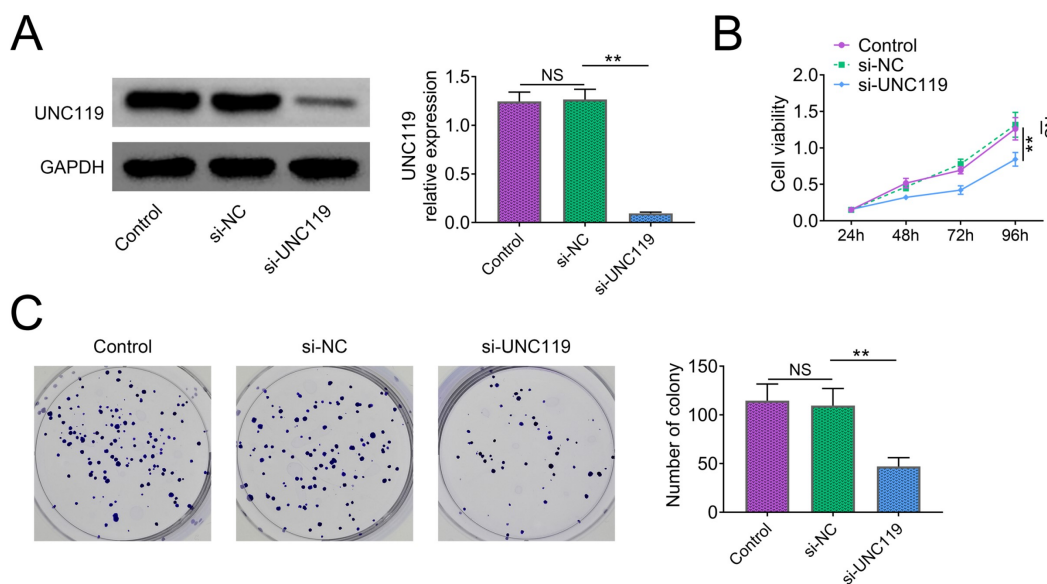 A
UNC119
GAPDH
Control
si-NC
si-UNC119
UNC119
relative expression
1.5
1.0
0.5
0.0
NS
**
Control
si-NC
si-UNC119
B
Control
si-NC
si-UNC119
Cell viability
2.0
1.5
1.0
0.5
0.0
24h
48h
72h
96h
**
C
Control
si-NC
si-UNC119
Number of colony
150
100
50
0
NS
**
Control
si-NC
si-UNC119